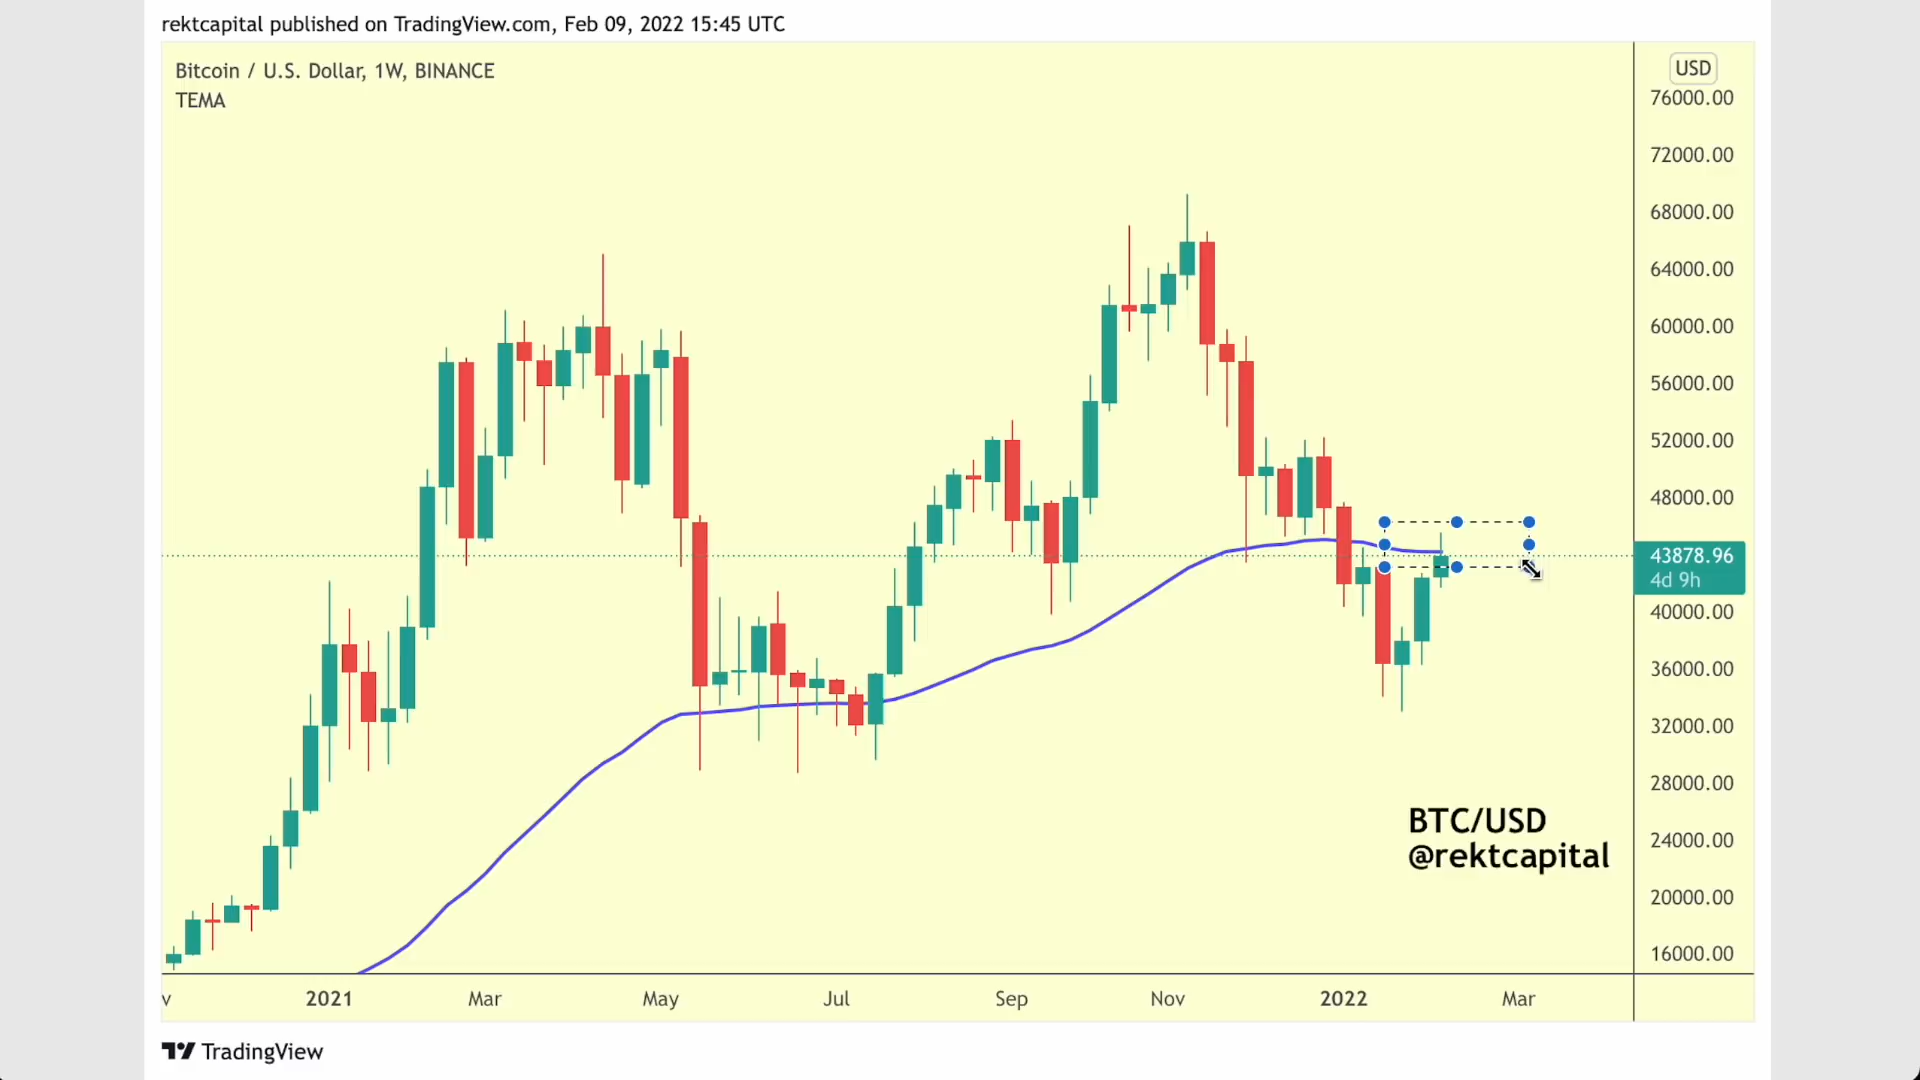 rektcapital published on TradingView.com, Feb 09, 2022 15:45 UTC
Bitcoin / U.S. Dollar, 1W, BINANCE
TEMA
USD
76000.00
72000.00
68000.00
64000.00
60000.00
56000.00
52000.00
48000.00
43878.96
4d 9h
40000.00
36000.00
32000.00
28000.00
24000.00
20000.00
16000.00
BTC/USD
@rektcapital
v 2021 Mar May Jul Sep Nov 2022 Mar
TradingView